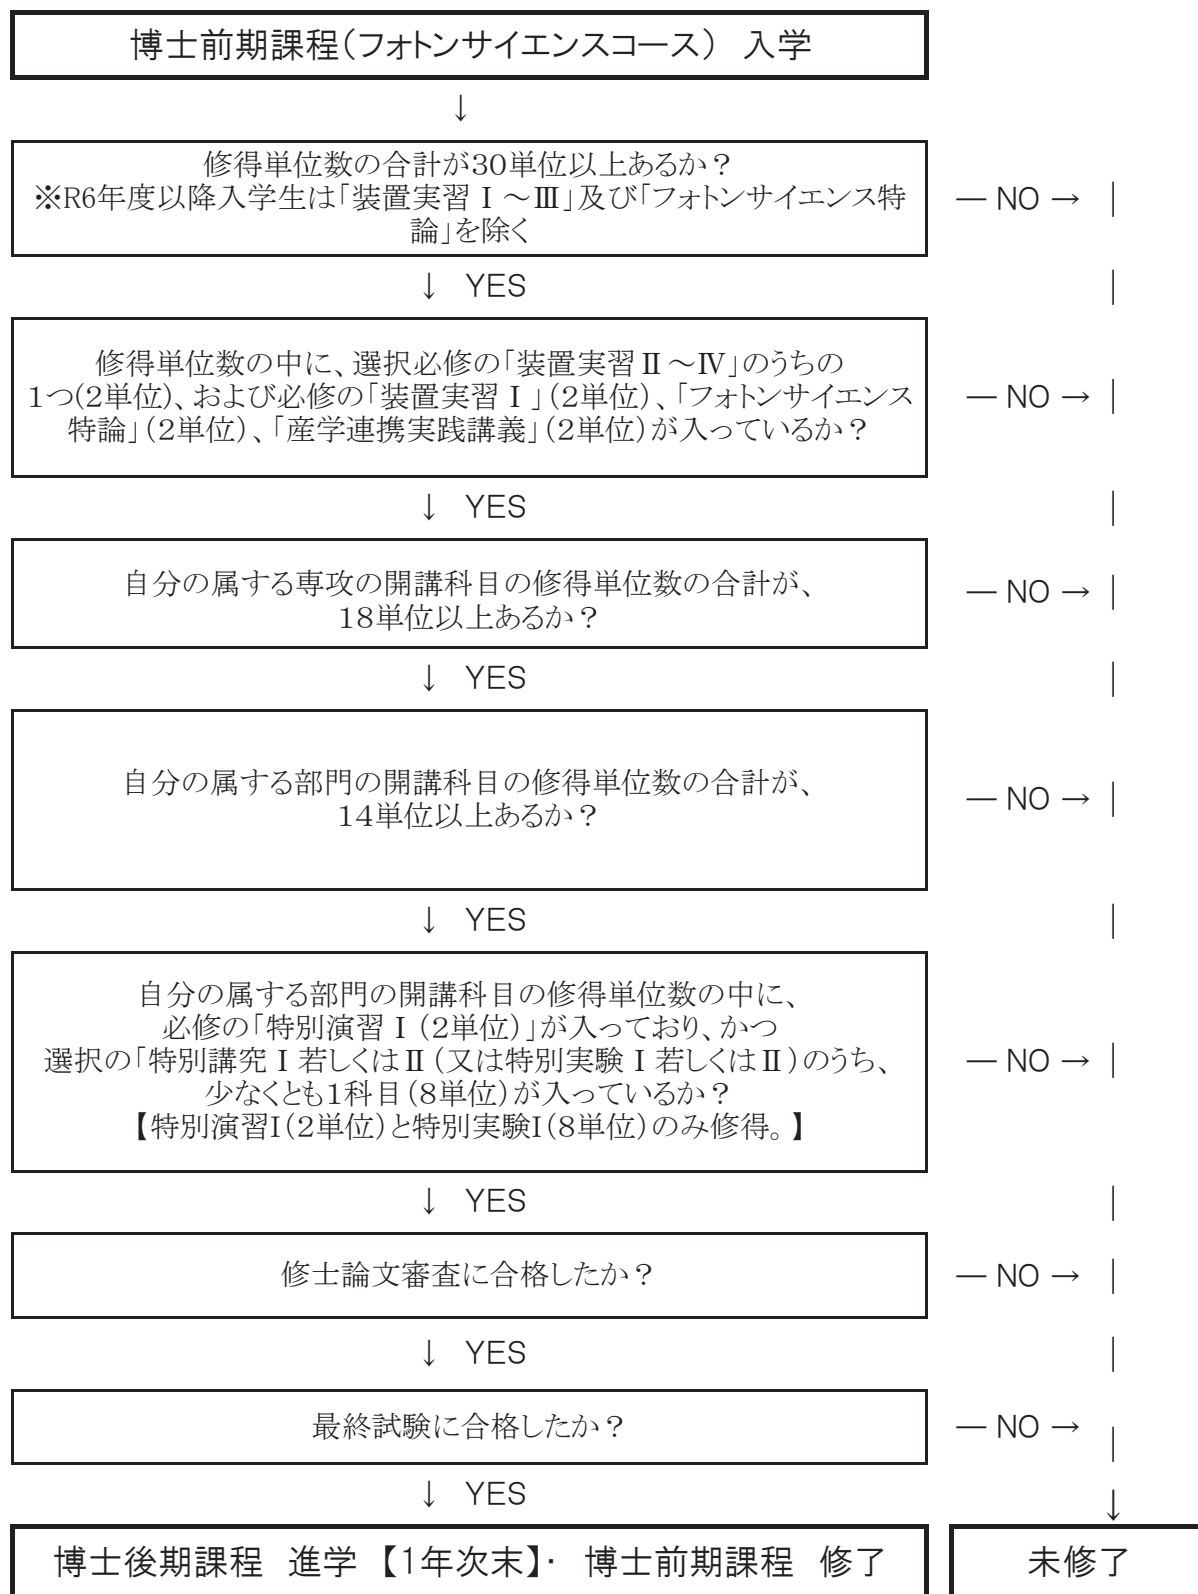 博士前期課程(フォトンサイエンスコース) 入学
↓
修得単位数の合計が30単位以上あるか?
※R6年度以降入学生は「装置実習Ⅰ~Ⅲ」及び「フォトンサイエンス特
論」を除く
― NO → |
↓ YES |
修得単位数の中に、選択必修の「装置実習Ⅱ~Ⅳ」のうちの
1つ(2単位)、および必修の「装置実習Ⅰ」(2単位)、「フォトンサイエンス
特論」(2単位)、「産学連携実践講義」(2単位)が入っているか?
― NO → |
↓ YES |
自分の属する専攻の開講科目の修得単位数の合計が、
18単位以上あるか?
― NO → |
↓ YES |
自分の属する部門の開講科目の修得単位数の合計が、
14単位以上あるか?
― NO → |
↓ YES |
自分の属する部門の開講科目の修得単位数の中に、
必修の「特別演習Ⅰ(2単位)」が入っており、かつ
選択の「特別講究Ⅰ若しくはⅡ(又は特別実験Ⅰ若しくはⅡ)のうち、
少なくとも1科目(8単位)が入っているか?
【特別演習I(2単位)と特別実験I(8単位)のみ修得。】
― NO → |
↓ YES |
修士論文審査に合格したか?
― NO → |
↓ YES |
最終試験に合格したか?
― NO → |
↓ YES ↓
博士後期課程 進学 【1年次末】・ 博士前期課程 修了
未修了